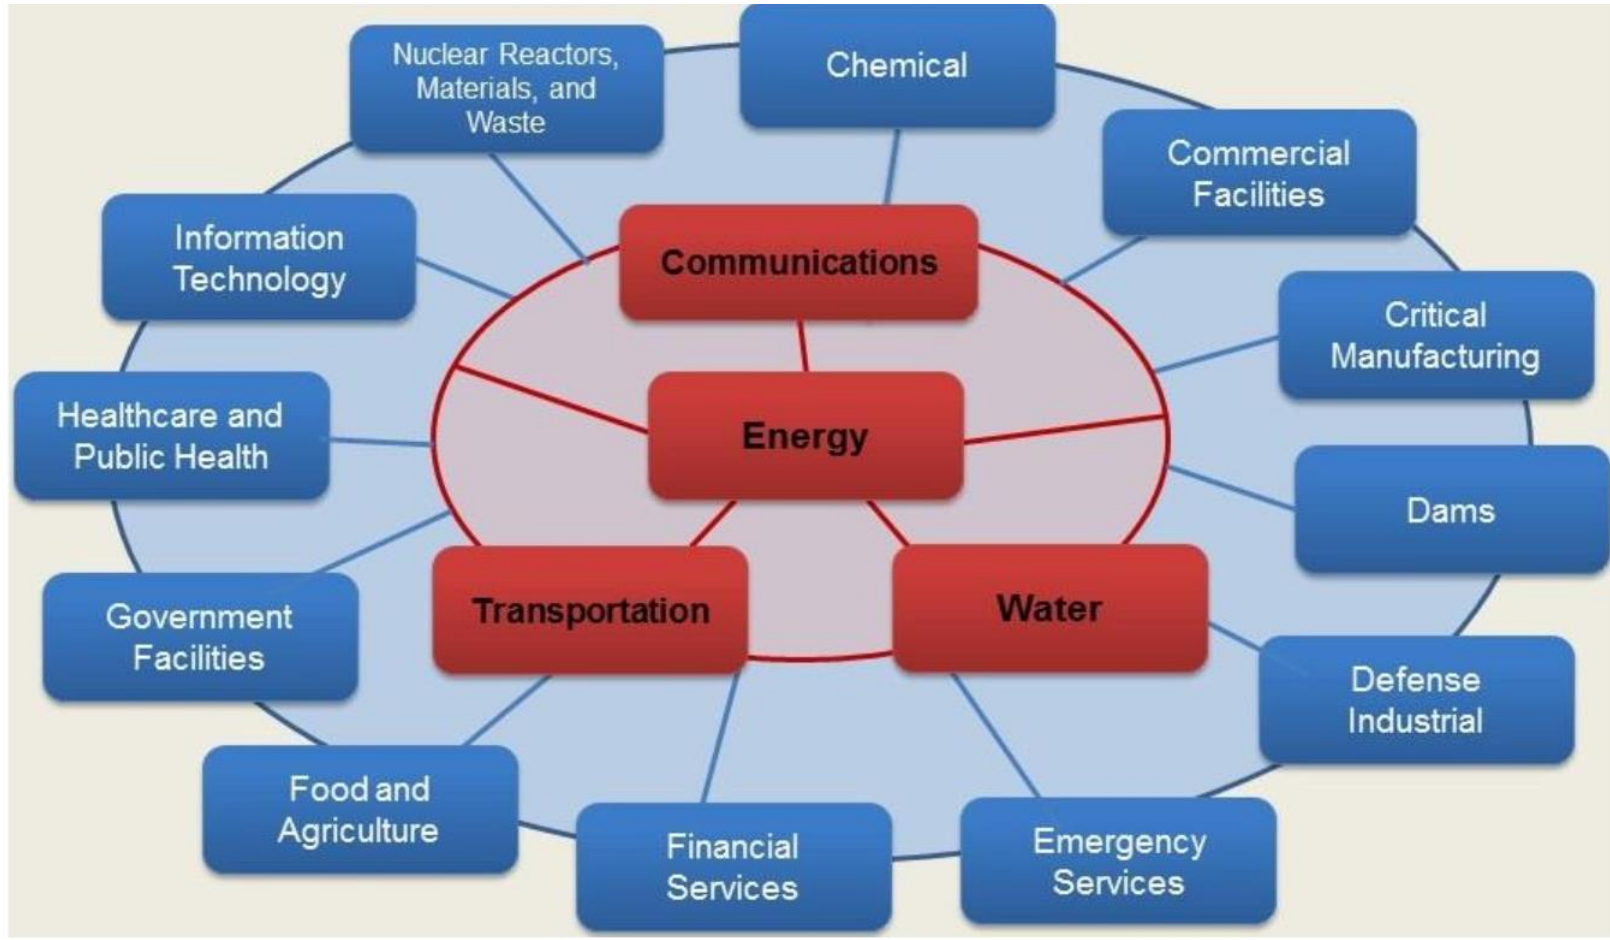 Nuclear Reactors,
Materials, and
Waste
Chemical
Commercial
Facilities
Information
Technology
Communications
Critical
Manufacturing
Healthcare and
Public Health
Energy
Dams
Government
Facilities
Transportation
Water
Defense
Industrial
Food and
Agriculture
Financial
Services
Emergency
Services